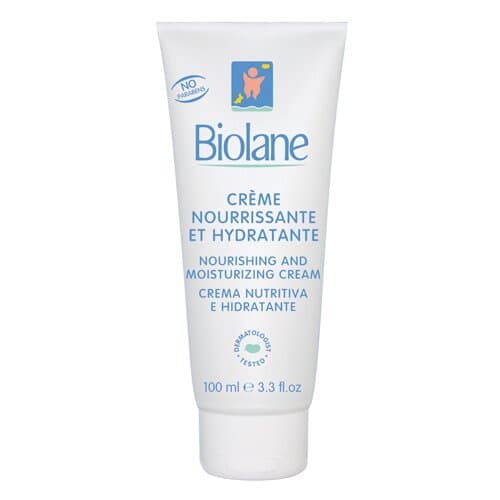 NO
PARABENS
Biolane
CRÈME
NOURRISSANTE
ET HYDRATANTE
NOURISHING AND
MOISTURIZING CREAM
CREMA NUTRITIVA
E HIDRATANTE
DERMATOLOGIST
TESTED
100 ml ℮ 3.3 fl.oz